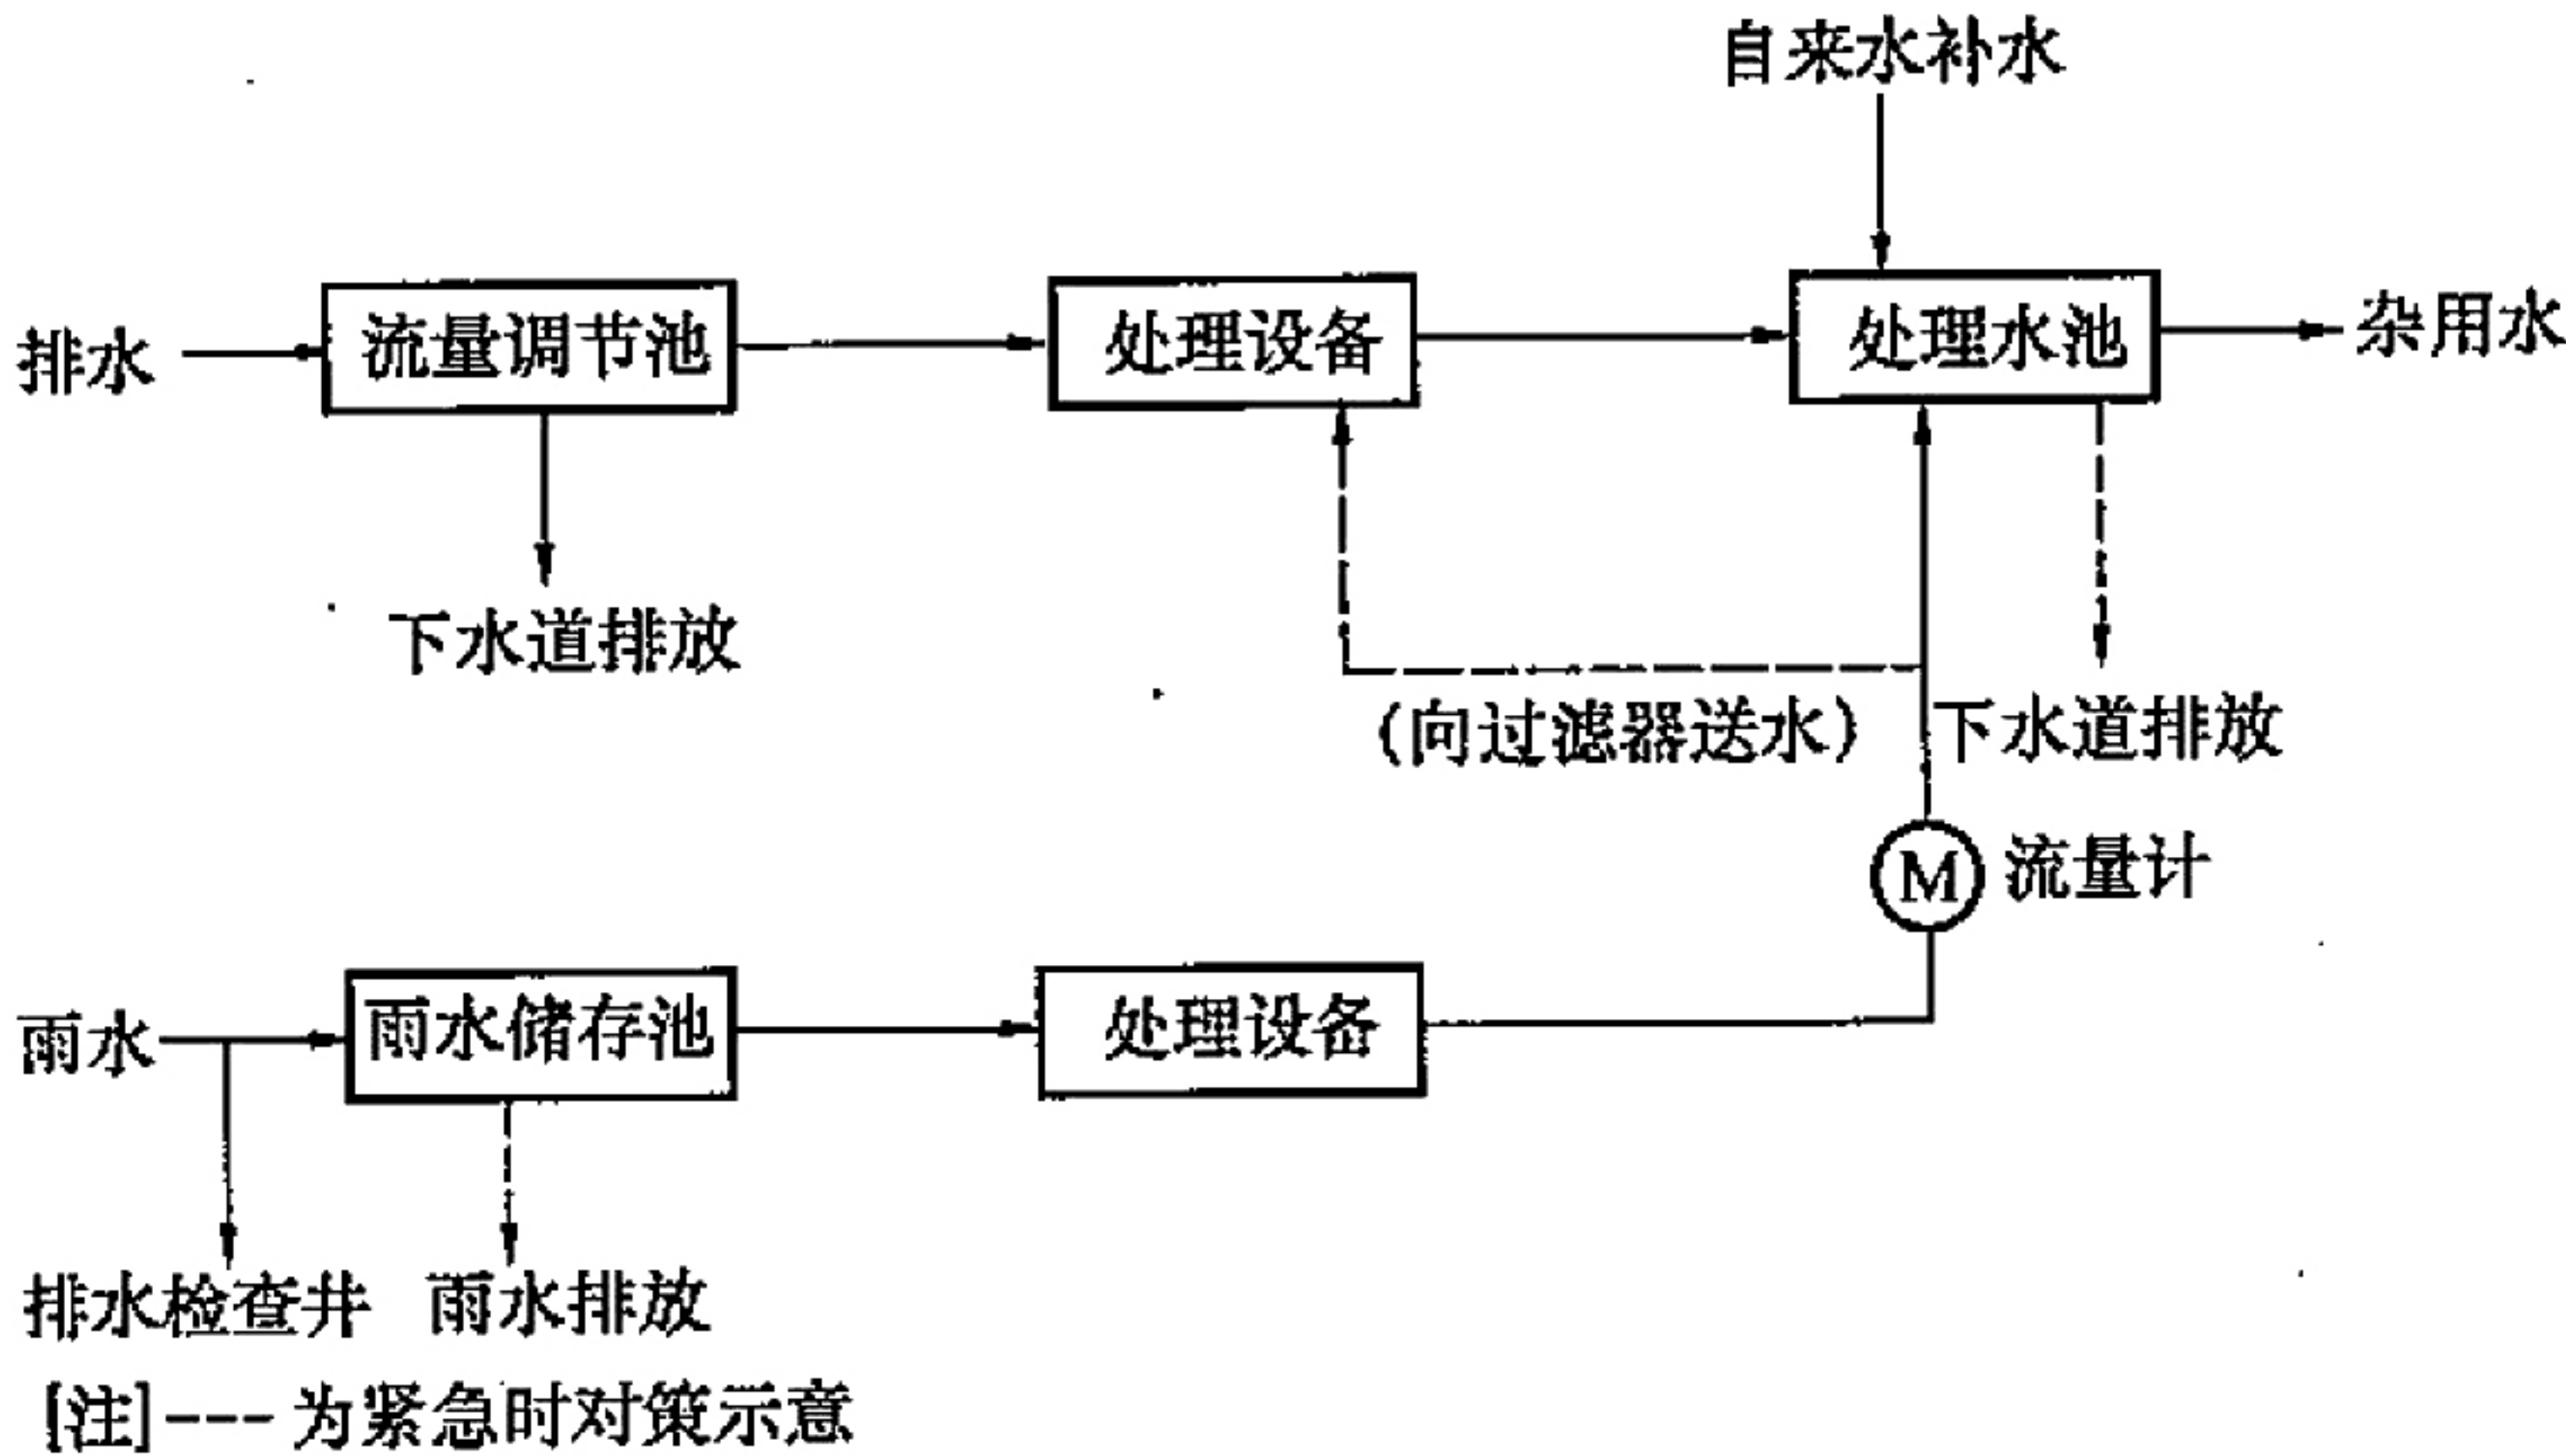 自来水补水
排水
流量调节池
处理设备
处理水池
杂用水
下水道排放
(向过滤器送水)
下水道排放
M
流量计
雨水
雨水储存池
处理设备
排水检查井
雨水排放
[注]---为紧急时对策示意